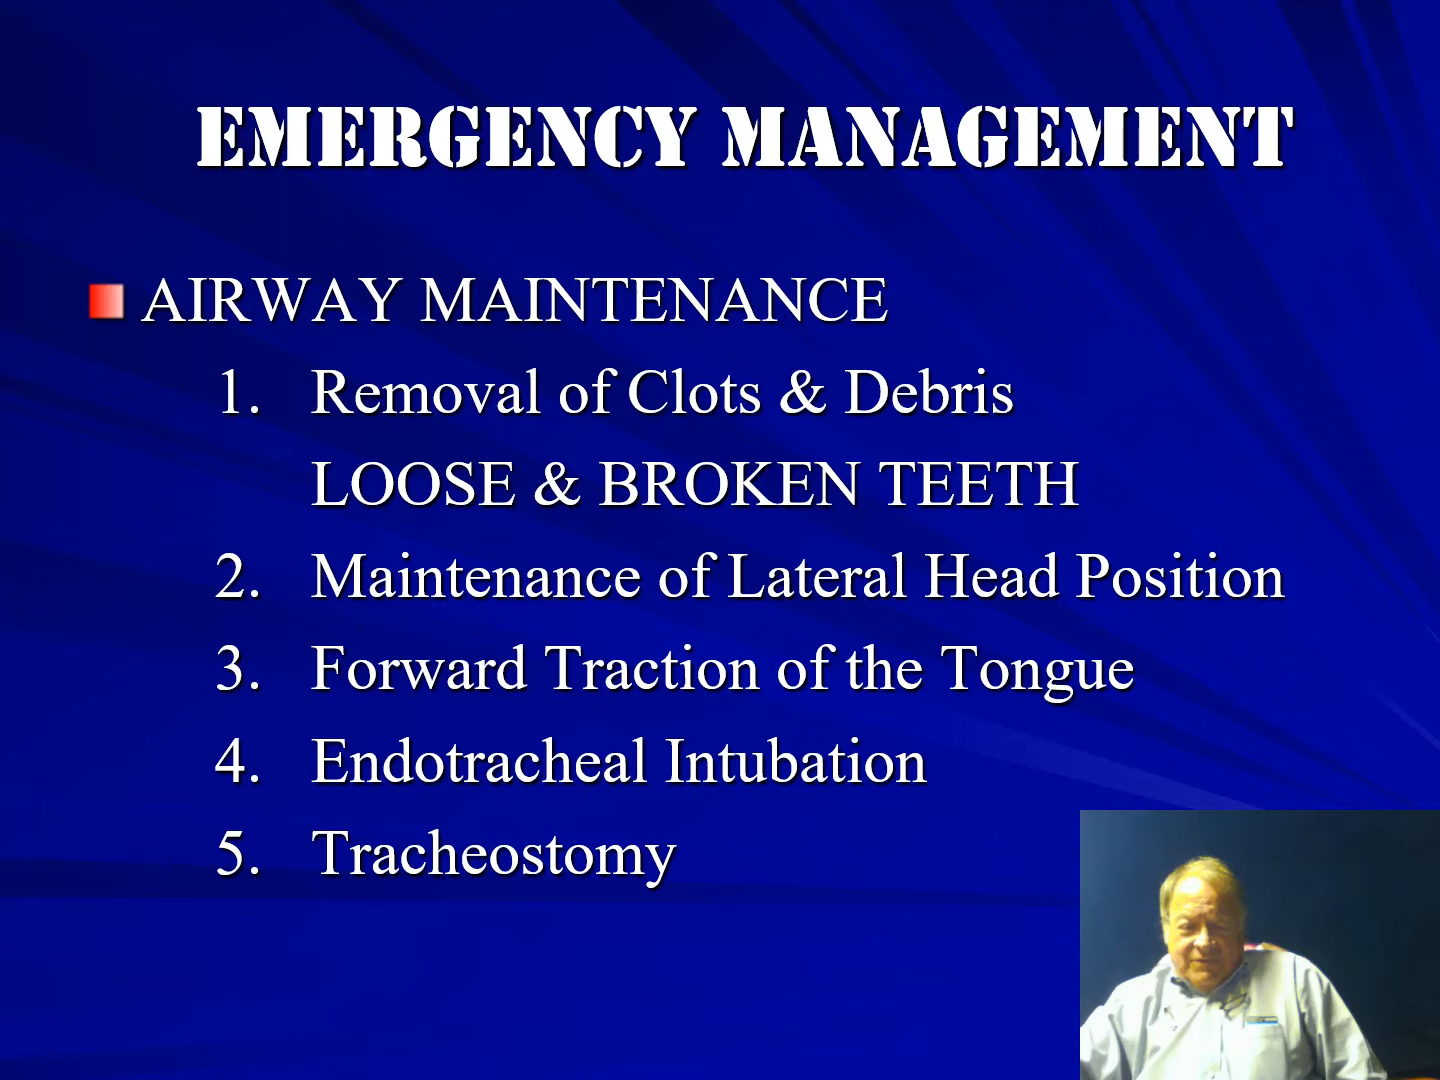 EMERGENCY MANAGEMENT
AIRWAY MAINTENANCE
1. Removal of Clots & Debris
LOOSE & BROKEN TEETH
2. Maintenance of Lateral Head Position
3. Forward Traction of the Tongue
4. Endotracheal Intubation
5. Tracheostomy